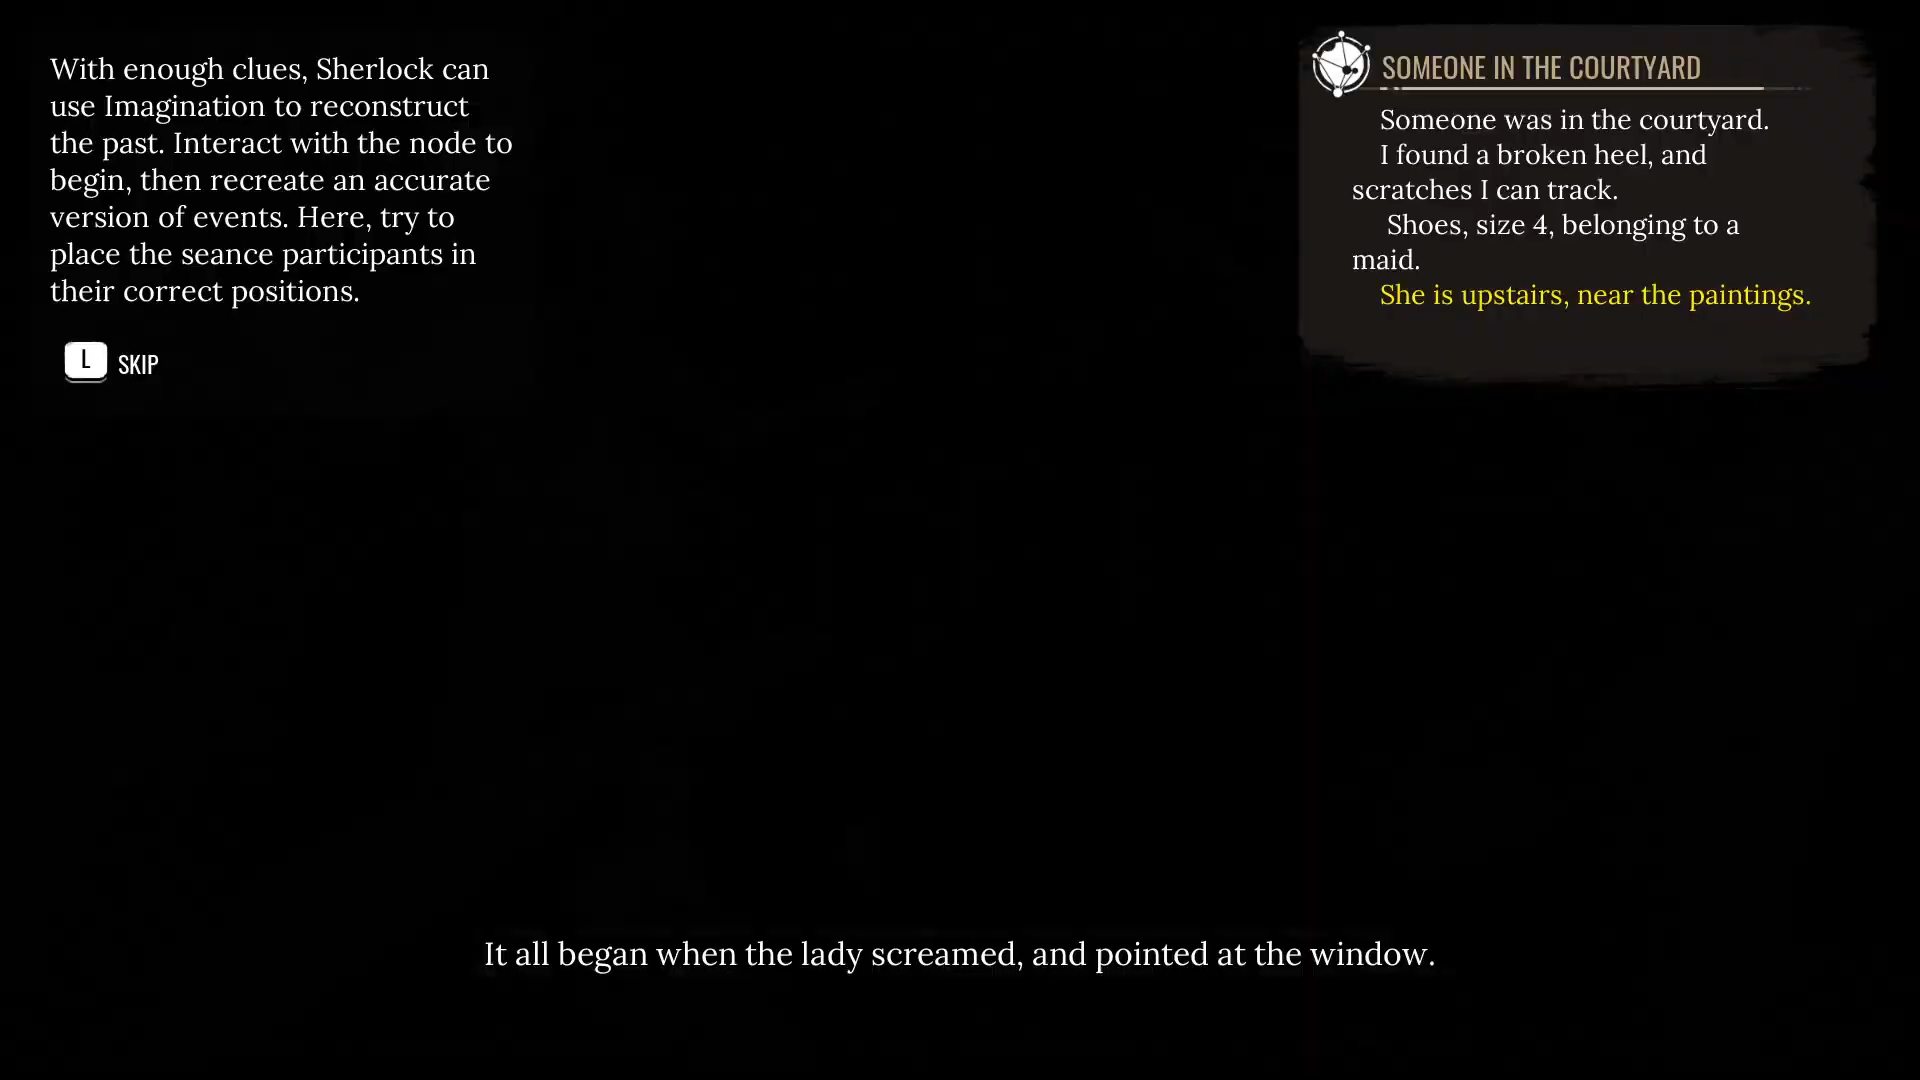 With enough clues, Sherlock can
use Imagination to reconstruct
the past. Interact with the node to
begin, then recreate an accurate
version of events. Here, try to
place the seance participants in
their correct positions.
L SKIP
SOMEONE IN THE COURTYARD
Someone was in the courtyard.
I found a broken heel, and
scratches I can track.
Shoes, size 4, belonging to a
maid.
She is upstairs, near the paintings.
It all began when the lady screamed, and pointed at the window.